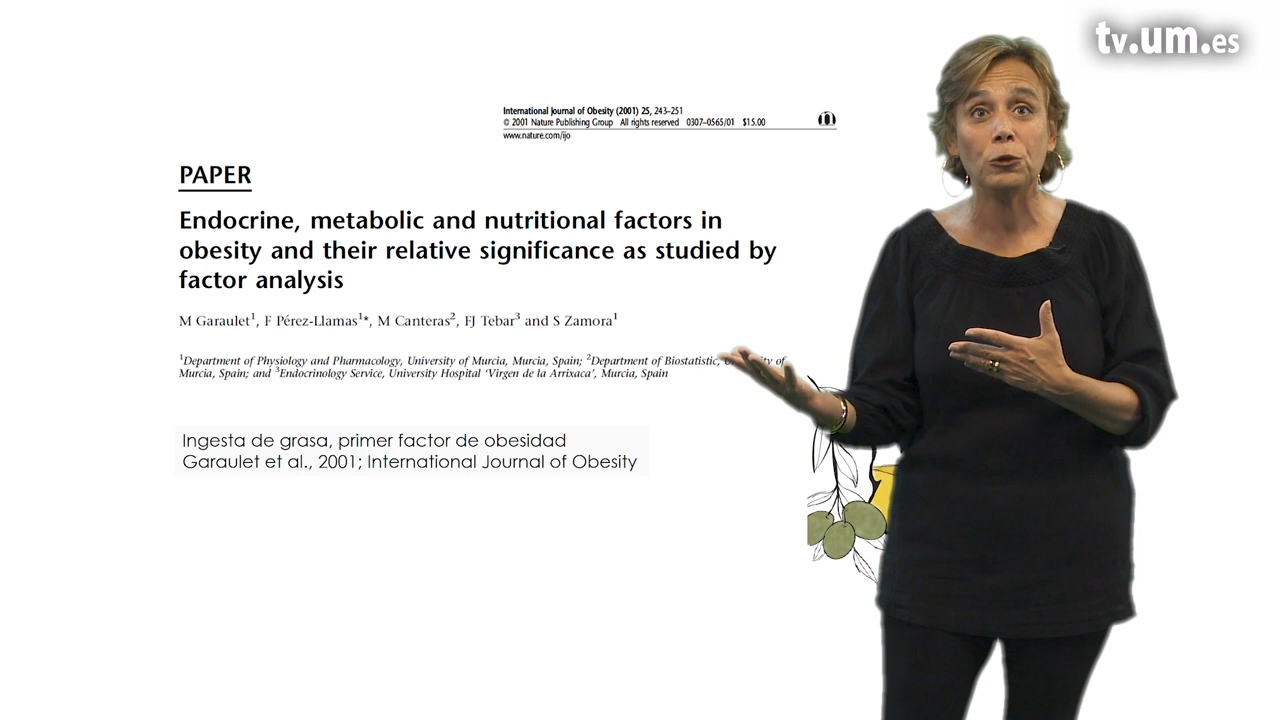 tv.um.es
International Journal of Obesity (2001) 25, 243–251
© 2001 Nature Publishing Group All rights reserved 0307-0565/01 $15.00
www.nature.com/ijo
n
PAPER
Endocrine, metabolic and nutritional factors in
obesity and their relative significance as studied by
factor analysis
M Garaulet¹, F Pérez-Llamas¹*, M Canteras², FJ Tebar³ and S Zamora¹
¹Department of Physiology and Pharmacology, University of Murcia, Murcia, Spain; ²Department of Biostatistic, of
Murcia, Spain; and ³Endocrinology Service, University Hospital ‘Virgen de la Arrixaca’, Murcia, Spain
Ingesta de grasa, primer factor de obesidad
Garaulet et al., 2001; International Journal of Obesity